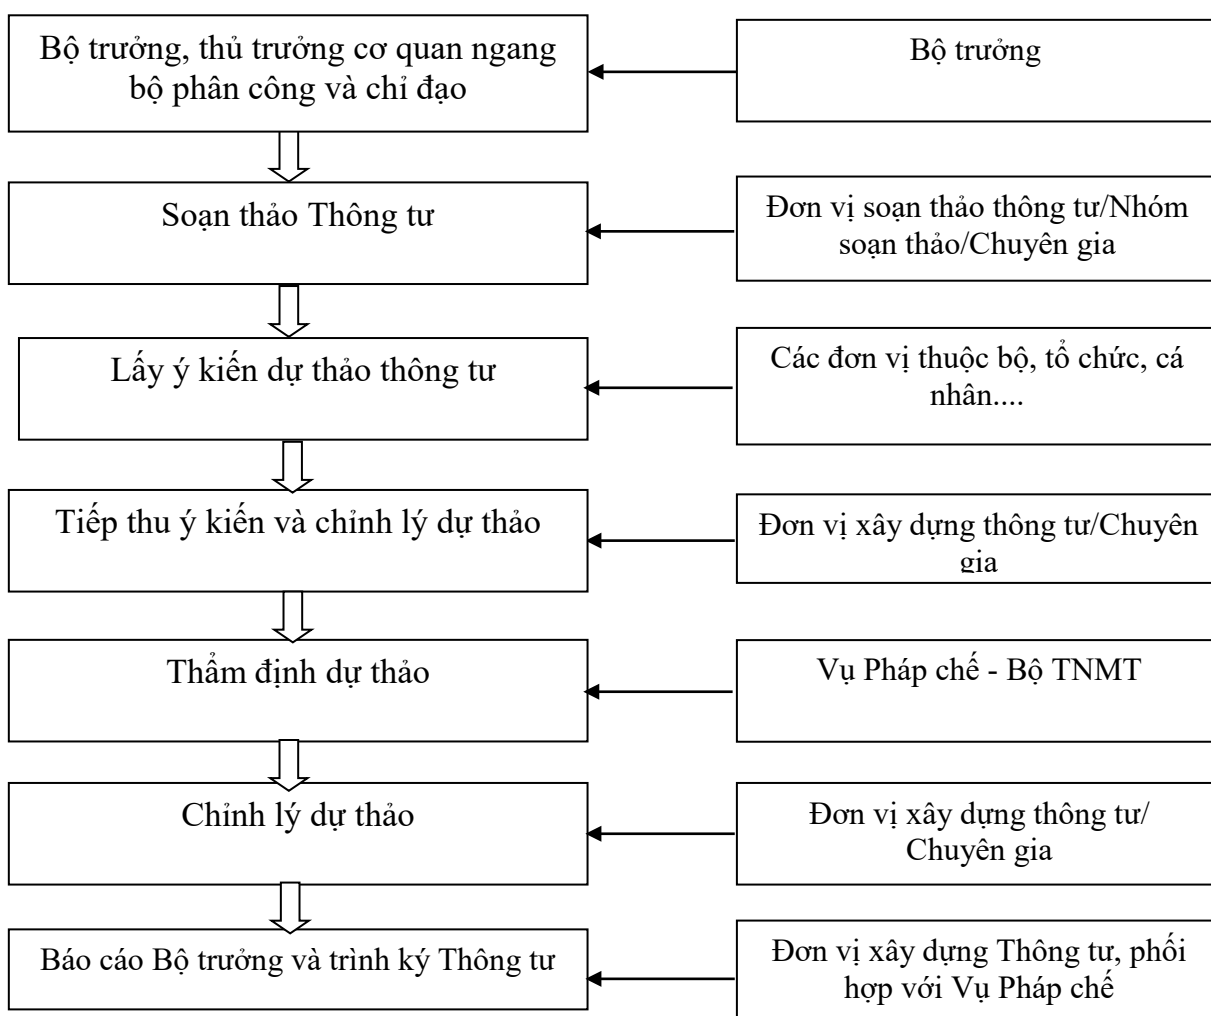 Bộ trưởng, thủ trưởng cơ quan ngang
bộ phân công và chỉ đạo
Bộ trưởng
Soạn thảo Thông tư
Đơn vị soạn thảo thông tư/Nhóm
soạn thảo/Chuyên gia
Lấy ý kiến dự thảo thông tư
Các đơn vị thuộc bộ, tổ chức, cá
nhân....
Tiếp thu ý kiến và chỉnh lý dự thảo
Đơn vị xây dựng thông tư/Chuyên
gia
Thẩm định dự thảo
Vụ Pháp chế - Bộ TNMT
Chỉnh lý dự thảo
Đơn vị xây dựng thông tư/
Chuyên gia
Báo cáo Bộ trưởng và trình ký Thông tư
Đơn vị xây dựng Thông tư, phối
hợp với Vụ Pháp chế